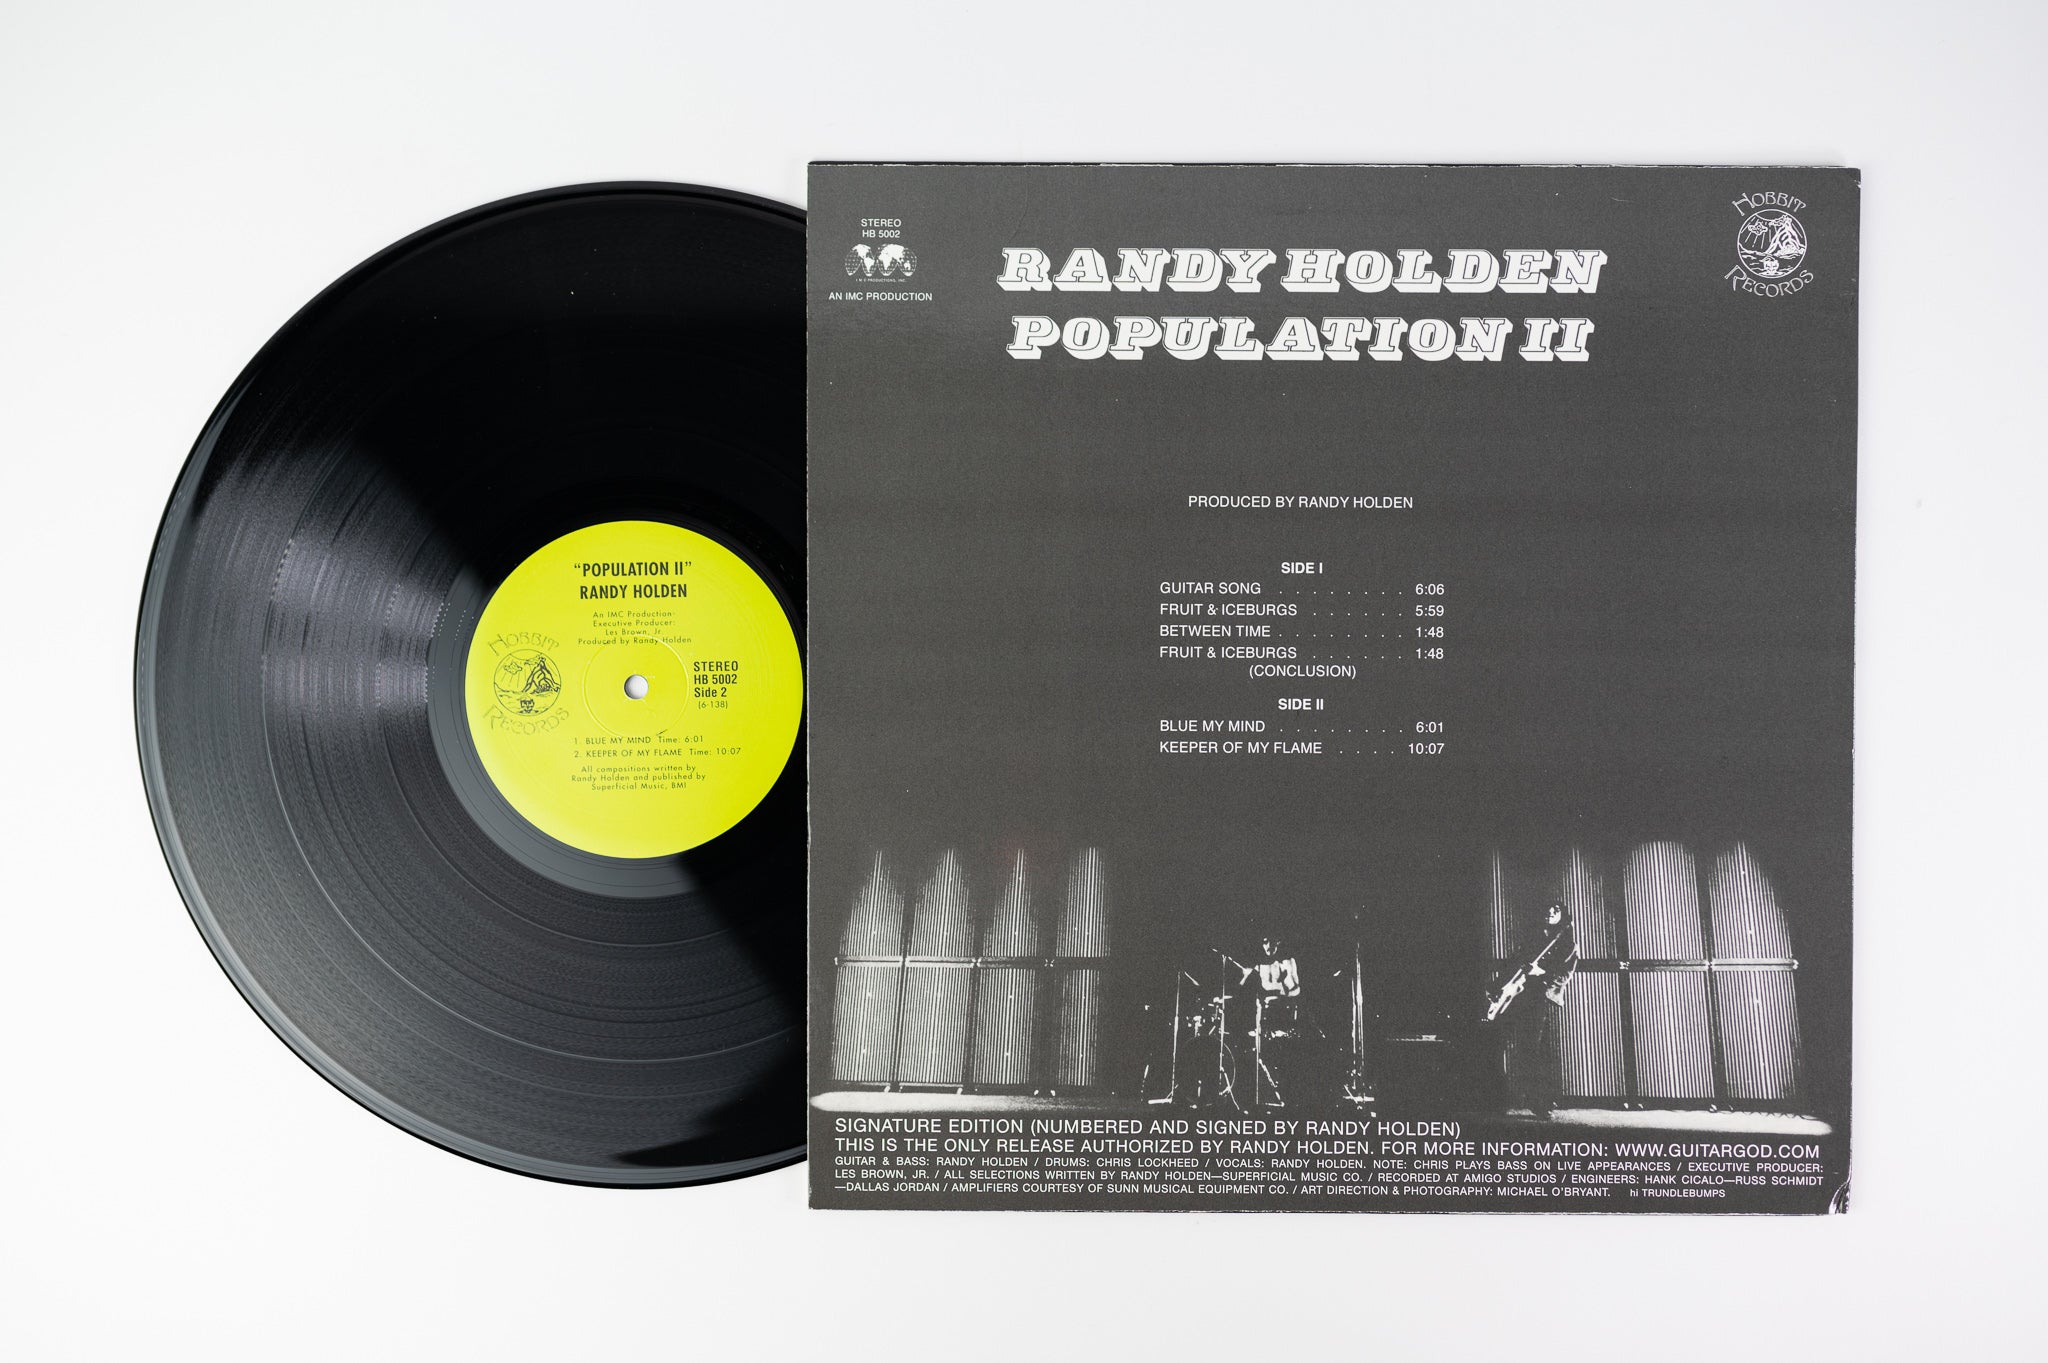 "POPULATION II"
RANDY HOLDEN
An IMC Production-
Executive Producer:
Les Brown, Jr.
Produced by Randy Holden
HOBBIT
RECORDS
STEREO
HB 5002
Side 2
(6-138)
1. BLUE MY MIND Time: 6:01
2. KEEPER OF MY FLAME Time: 10:07
All compositions written by
Randy Holden and published by
Superficial Music, BMI
STEREO
HB 5002
I M C PRODUCTIONS, INC.
AN IMC PRODUCTION
RANDY HOLDEN
POPULATION II
HOBBIT
RECORDS
PRODUCED BY RANDY HOLDEN
SIDE I
GUITAR SONG . . . . . . . . 6:06
FRUIT & ICEBURGS . . . . . . 5:59
BETWEEN TIME . . . . . . . . 1:48
FRUIT & ICEBURGS . . . . . . 1:48
(CONCLUSION)
SIDE II
BLUE MY MIND . . . . . . . . 6:01
KEEPER OF MY FLAME . . . . 10:07
SIGNATURE EDITION (NUMBERED AND SIGNED BY RANDY HOLDEN)
THIS IS THE ONLY RELEASE AUTHORIZED BY RANDY HOLDEN. FOR MORE INFORMATION: WWW.GUITARGOD.COM
GUITAR & BASS: RANDY HOLDEN / DRUMS: CHRIS LOCKHEED / VOCALS: RANDY HOLDEN. NOTE: CHRIS PLAYS BASS ON LIVE APPEARANCES / EXECUTIVE PRODUCER:
LES BROWN, JR. / ALL SELECTIONS WRITTEN BY RANDY HOLDEN—SUPERFICIAL MUSIC CO. / RECORDED AT AMIGO STUDIOS / ENGINEERS: HANK CICALO—RUSS SCHMIDT
—DALLAS JORDAN / AMPLIFIERS COURTESY OF SUNN MUSICAL EQUIPMENT CO. / ART DIRECTION & PHOTOGRAPHY: MICHAEL O'BRYANT. hi TRUNDLEBUMPS